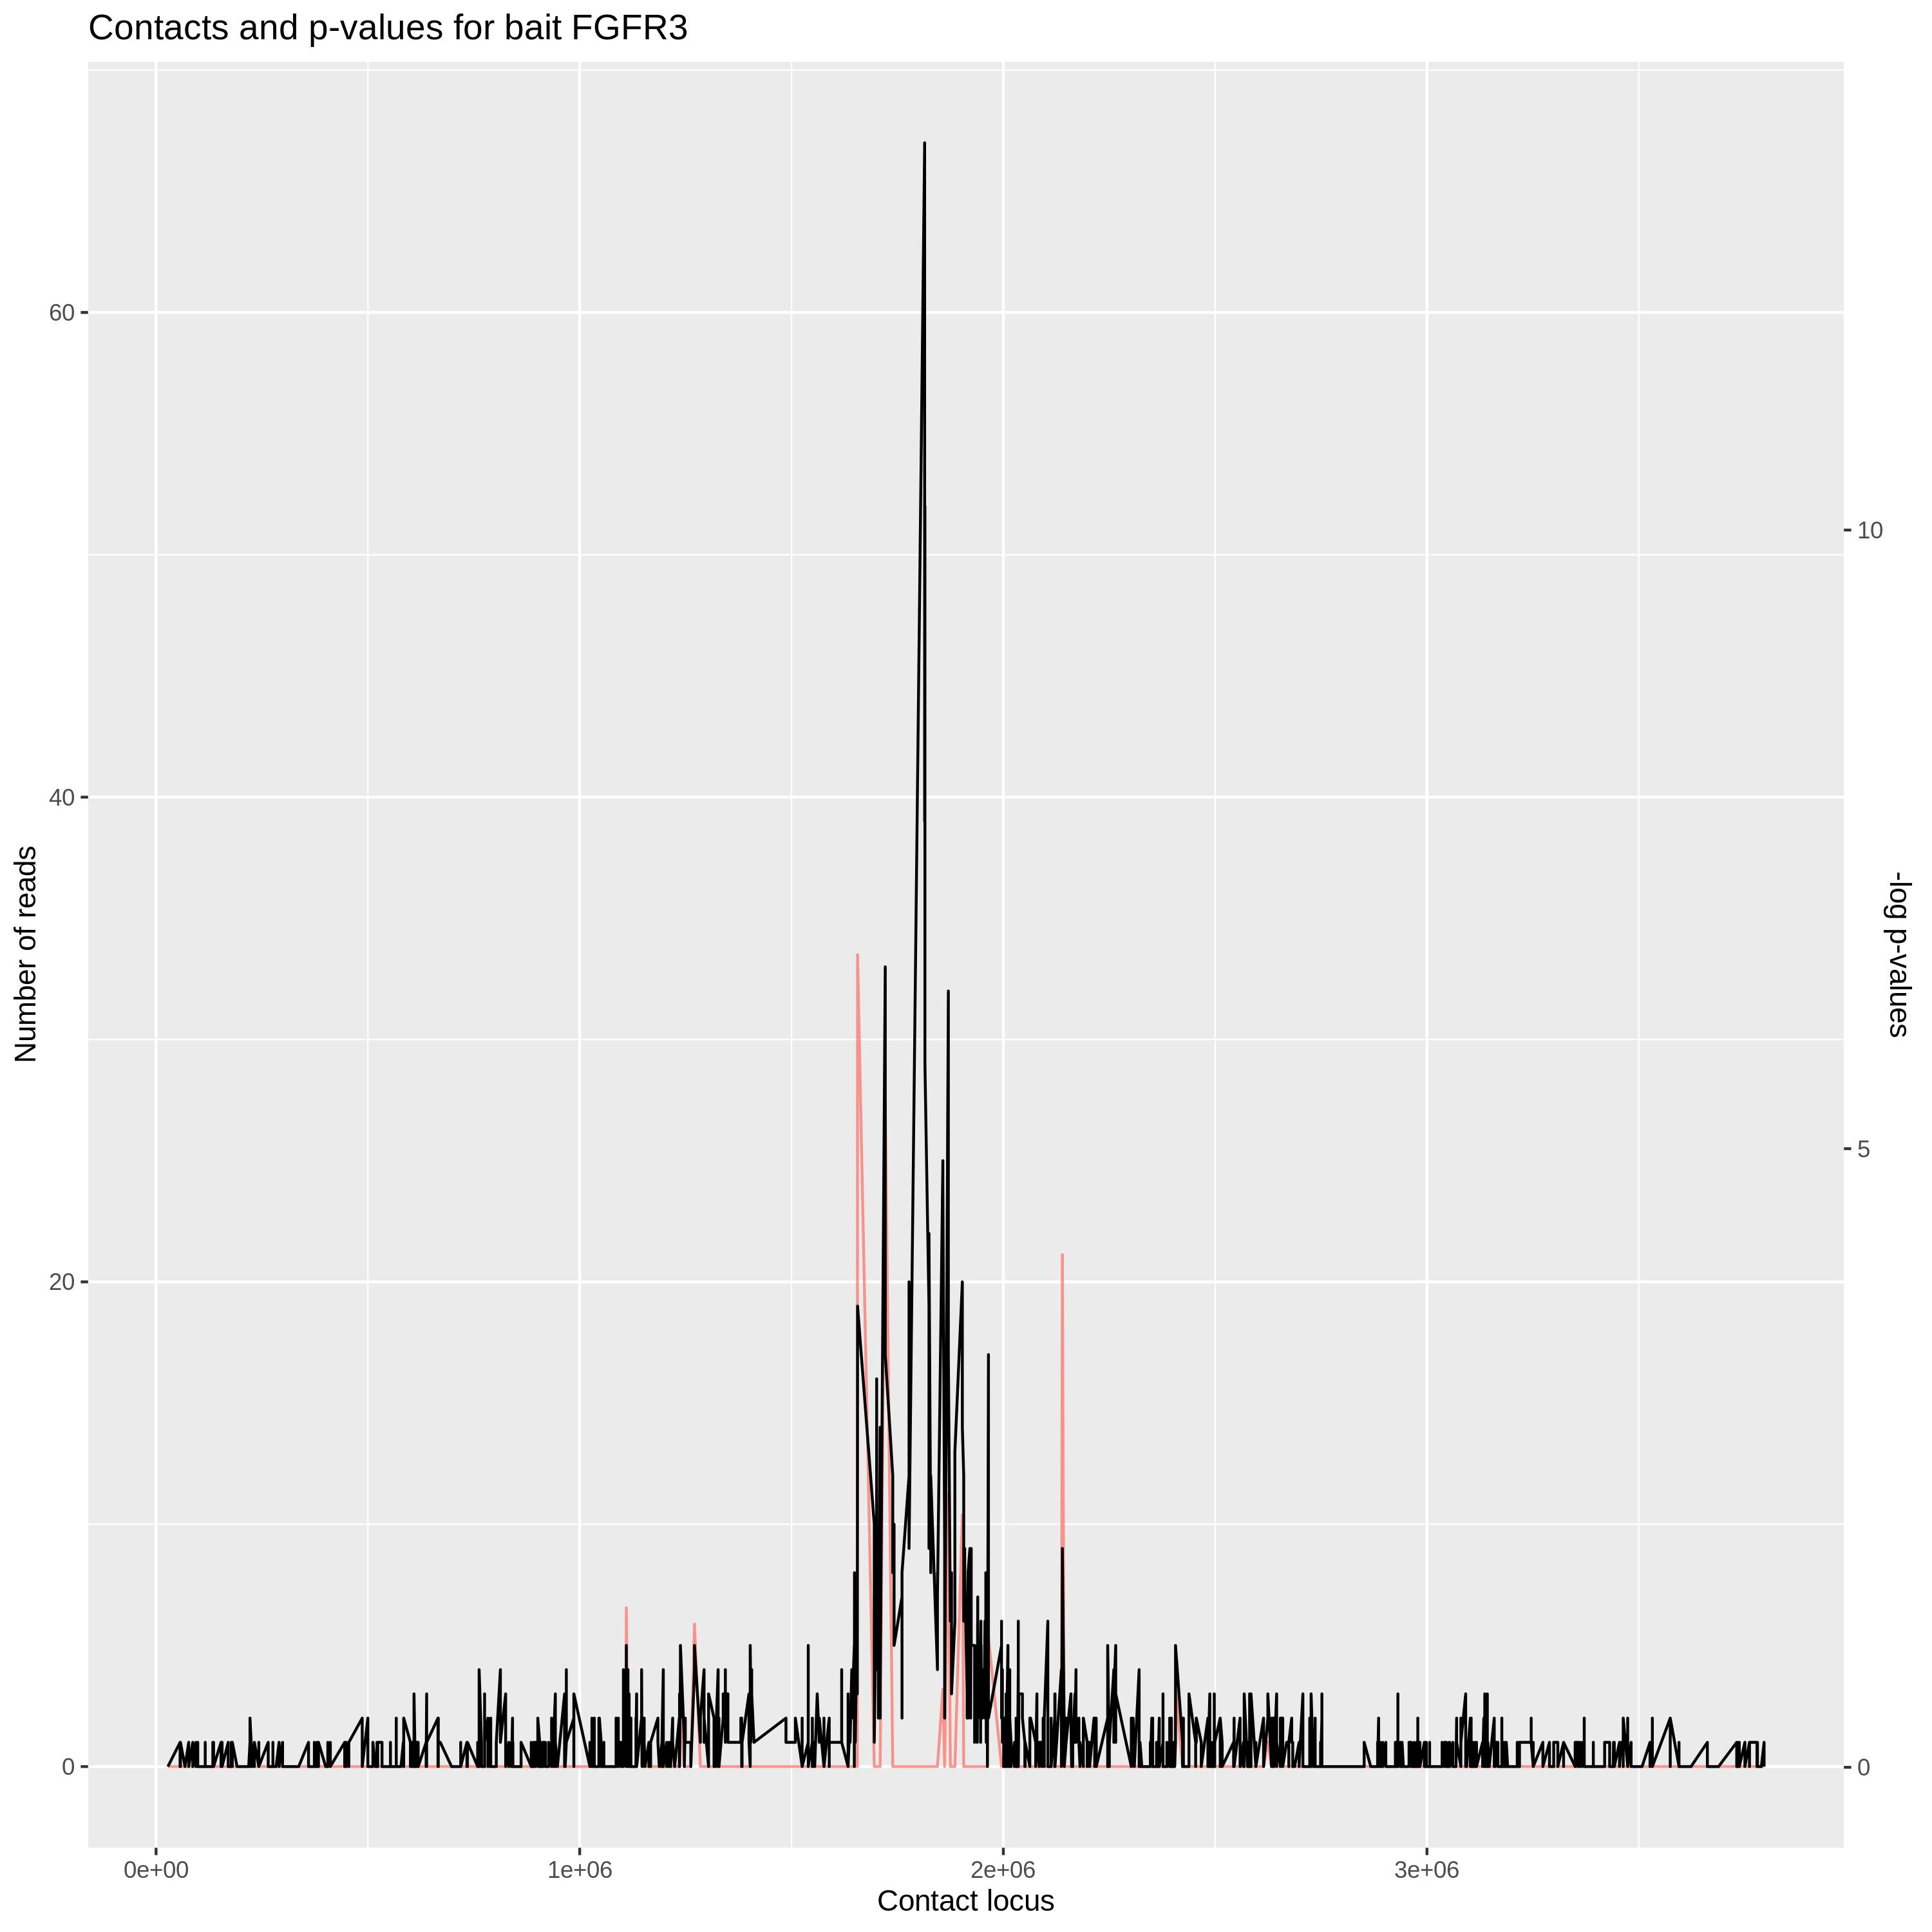 Contacts and p-values for bait FGFR3
60
40
20
0
Number of reads
10
5
0
-log p-values
0e+00
1e+06
2e+06
3e+06
Contact locus